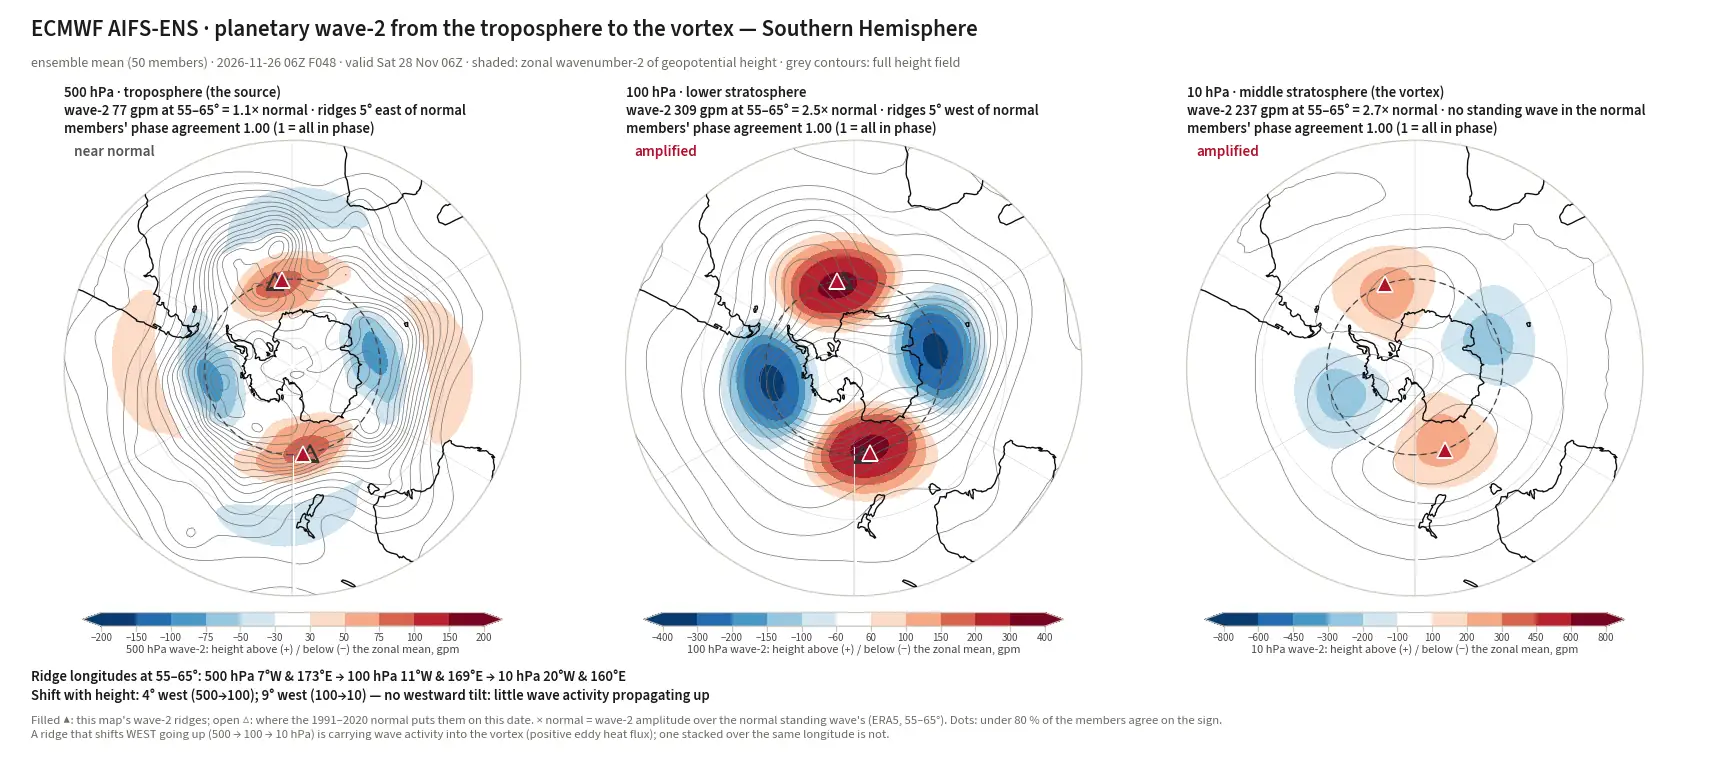 ECMWF AIFS-ENS · planetary wave-2 from the troposphere to the vortex — Southern Hemisphere
ensemble mean (50 members) · 2026-11-26 06Z F048 · valid Sat 28 Nov 06Z · shaded: zonal wavenumber-2 of geopotential height · grey contours: full height field
500 hPa · troposphere (the source)
wave-2 77 gpm at 55–65° = 1.1× normal · ridges 5° east of normal
members' phase agreement 1.00 (1 = all in phase)
near normal
100 hPa · lower stratosphere
wave-2 309 gpm at 55–65° = 2.5× normal · ridges 5° west of normal
members' phase agreement 1.00 (1 = all in phase)
amplified
10 hPa · middle stratosphere (the vortex)
wave-2 237 gpm at 55–65° = 2.7× normal · no standing wave in the normal
members' phase agreement 1.00 (1 = all in phase)
amplified
−200 −150 −100 −75 −50 −30 30 50 75 100 150 200
500 hPa wave-2: height above (+) / below (−) the zonal mean, gpm
−400 −300 −200 −150 −100 −60 60 100 150 200 300 400
100 hPa wave-2: height above (+) / below (−) the zonal mean, gpm
−800 −600 −450 −300 −200 −100 100 200 300 450 600 800
10 hPa wave-2: height above (+) / below (−) the zonal mean, gpm
Ridge longitudes at 55–65°: 500 hPa 7°W & 173°E → 100 hPa 11°W & 169°E → 10 hPa 20°W & 160°E
Shift with height: 4° west (500→100); 9° west (100→10) — no westward tilt: little wave activity propagating up
Filled ▲: this map's wave-2 ridges; open △: where the 1991–2020 normal puts them on this date. × normal = wave-2 amplitude over the normal standing wave's (ERA5, 55–65°). Dots: under 80 % of the members agree on the sign.
A ridge that shifts WEST going up (500 → 100 → 10 hPa) is carrying wave activity into the vortex (positive eddy heat flux); one stacked over the same longitude is not.